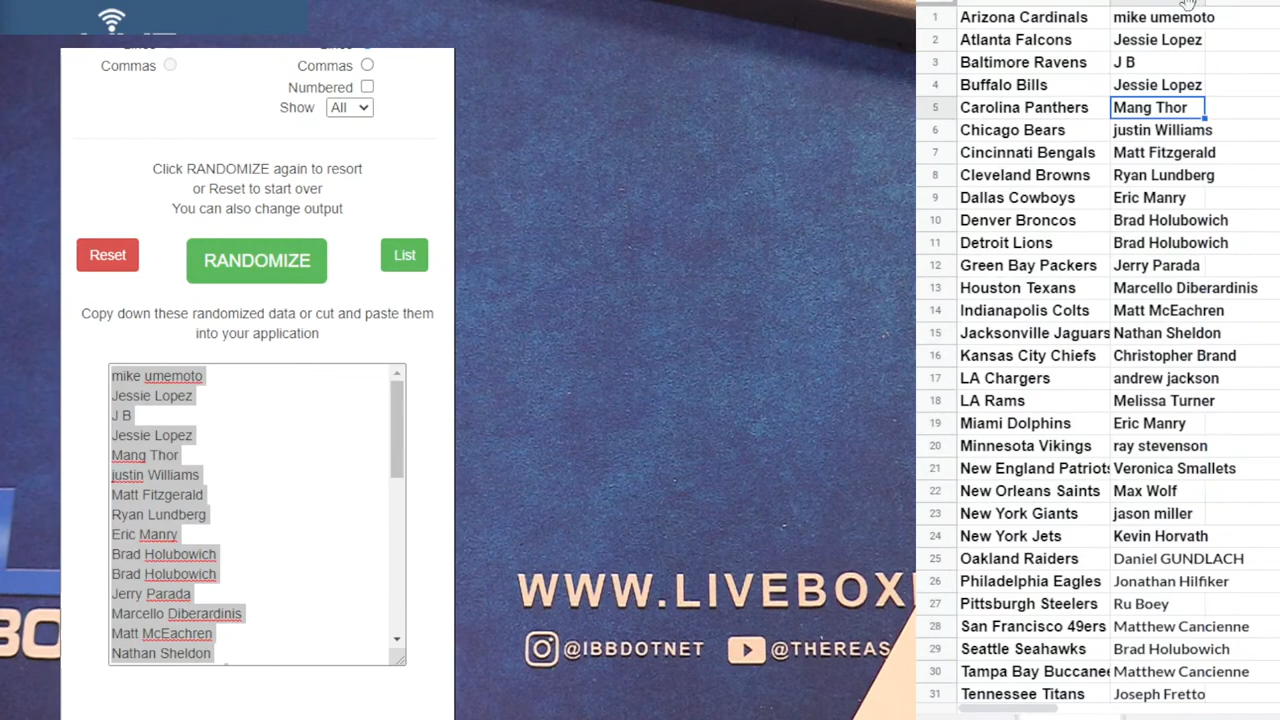 Commas
Commas
Numbered
Show All
Click RANDOMIZE again to resort
or Reset to start over
You can also change output
Reset
RANDOMIZE
List
Copy down these randomized data or cut and paste them
into your application
mike umemoto
Jessie Lopez
J B
Jessie Lopez
Mang Thor
justin Williams
Matt Fitzgerald
Ryan Lundberg
Eric Manry
Brad Holubowich
Brad Holubowich
Jerry Parada
Marcello Diberardinis
Matt McEachren
Nathan Sheldon
WWW.LIVEBOX
@IBBDOTNET
@THEREAS
BO
1 Arizona Cardinals mike umemoto
2 Atlanta Falcons Jessie Lopez
3 Baltimore Ravens J B
4 Buffalo Bills Jessie Lopez
5 Carolina Panthers Mang Thor
6 Chicago Bears justin Williams
7 Cincinnati Bengals Matt Fitzgerald
8 Cleveland Browns Ryan Lundberg
9 Dallas Cowboys Eric Manry
10 Denver Broncos Brad Holubowich
11 Detroit Lions Brad Holubowich
12 Green Bay Packers Jerry Parada
13 Houston Texans Marcello Diberardinis
14 Indianapolis Colts Matt McEachren
15 Jacksonville Jaguars Nathan Sheldon
16 Kansas City Chiefs Christopher Brand
17 LA Chargers andrew jackson
18 LA Rams Melissa Turner
19 Miami Dolphins Eric Manry
20 Minnesota Vikings ray stevenson
21 New England Patriots Veronica Smallets
22 New Orleans Saints Max Wolf
23 New York Giants jason miller
24 New York Jets Kevin Horvath
25 Oakland Raiders Daniel GUNDLACH
26 Philadelphia Eagles Jonathan Hilfiker
27 Pittsburgh Steelers Ru Boey
28 San Francisco 49ers Matthew Cancienne
29 Seattle Seahawks Brad Holubowich
30 Tampa Bay Buccanee Matthew Cancienne
31 Tennessee Titans Joseph Fretto